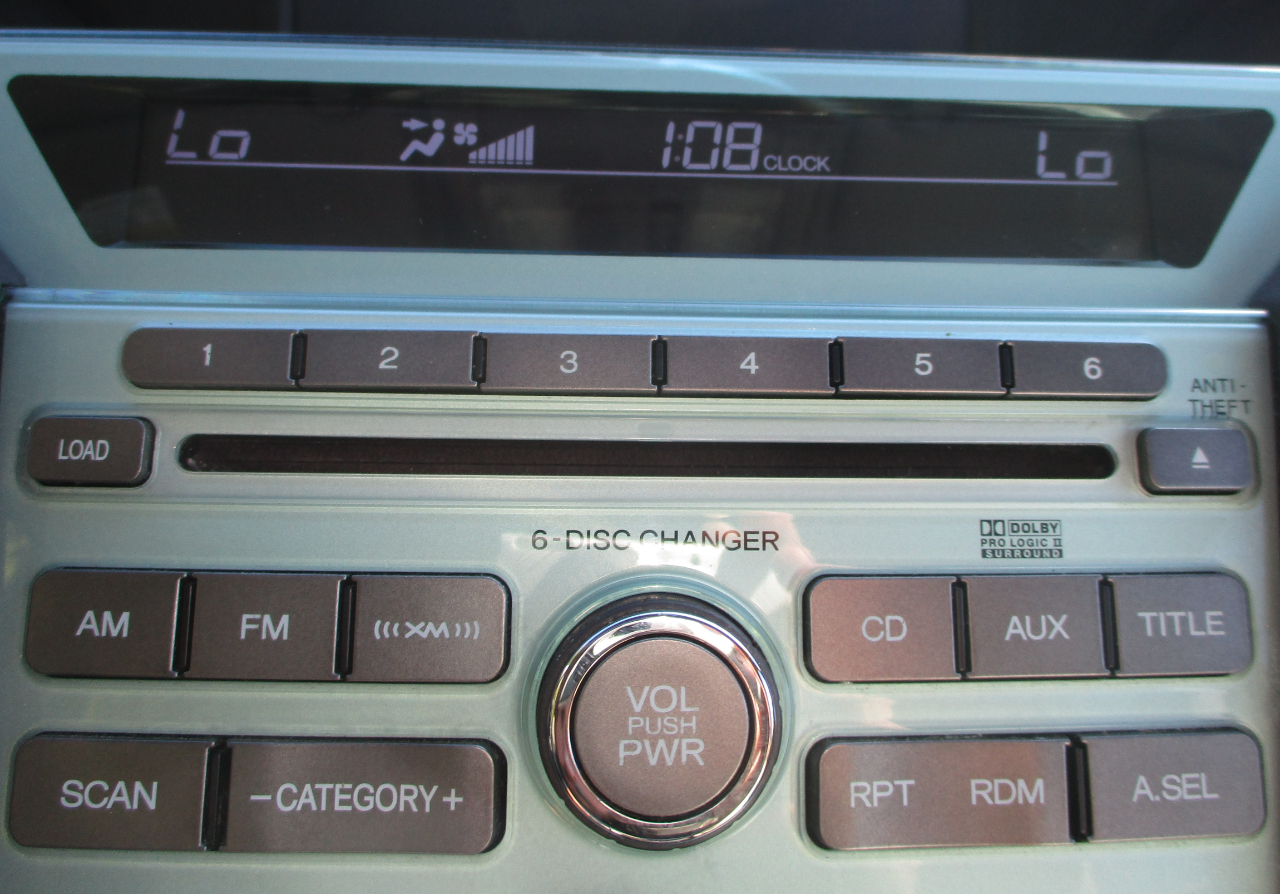 Lo 1:08 CLOCK Lo
1 2 3 4 5 6
ANTI-
THEFT
LOAD
6-DISC CHANGER
DOLBY
PRO LOGIC II
SURROUND
AM FM XM CD AUX TITLE
VOL
PUSH
PWR
SCAN -CATEGORY+ RPT RDM A.SEL